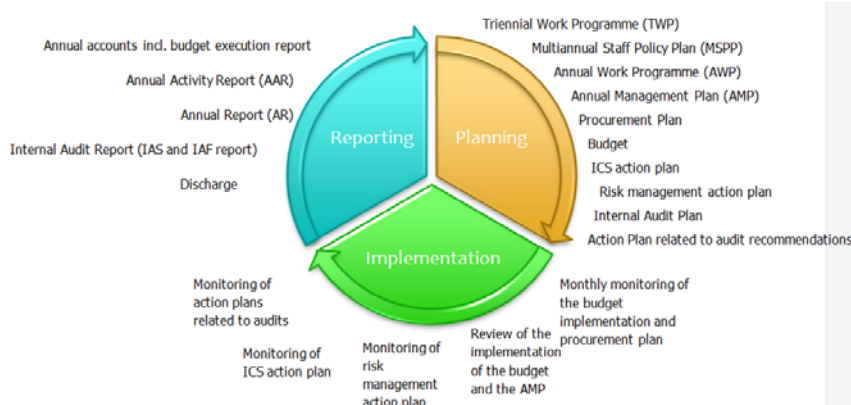 Annual accounts incl. budget execution report
Annual Activity Report (AAR)
Annual Report (AR)
Internal Audit Report (IAS and IAF report)
Discharge
Reporting
Planning
Triennial Work Programme (TWP)
Multiannual Staff Policy Plan (MSPP)
Annual Work Programme (AWP)
Annual Management Plan (AMP)
Procurement Plan
Budget
ICS action plan
Risk management action plan
Internal Audit Plan
Action Plan related to audit recommendations
Implementation
Monitoring of
action plans
related to audits
Monitoring of
ICS action plan
Monitoring of
risk
management
action plan
Review of the
implementation
of the budget
and the AMP
Monthly monitoring of
the budget
implementation and
procurement plan